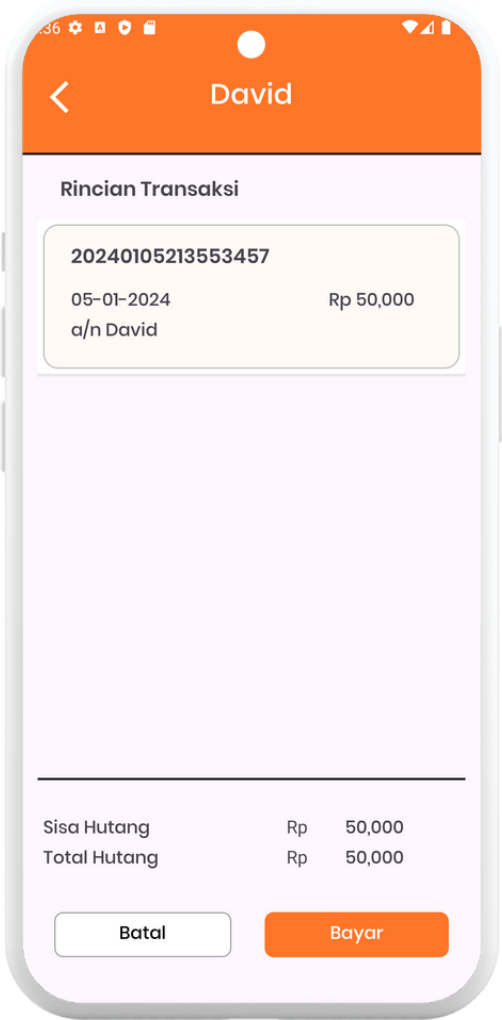 :36
David
Rincian Transaksi
20240105213553457
05-01-2024 Rp 50,000
a/n David
Sisa Hutang Rp 50,000
Total Hutang Rp 50,000
Batal Bayar